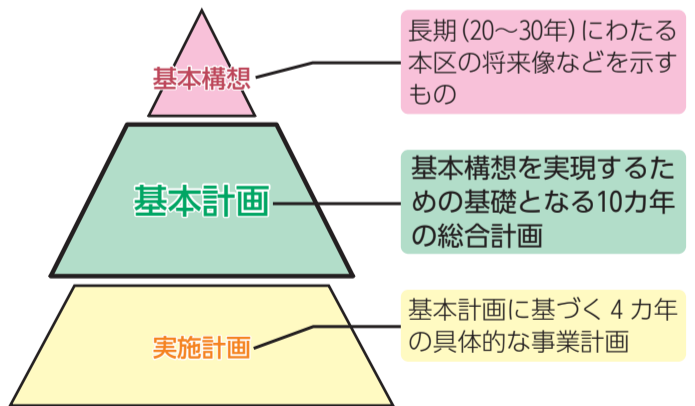 基本構想
長期(20～30年)にわたる
本区の将来像などを示す
もの
基本計画
基本構想を実現するた
めの基礎となる10カ年
の総合計画
実施計画
基本計画に基づく4カ年
の具体的な事業計画